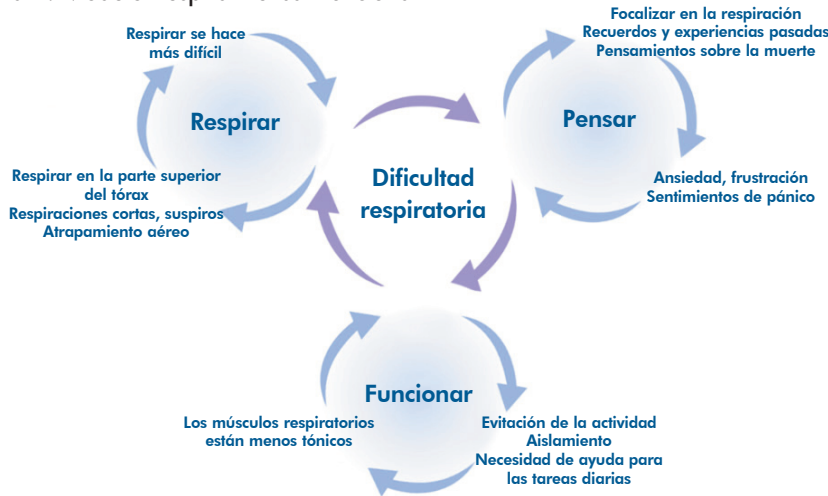 Respirar se hace
más difícil
Respirar
Respirar en la parte superior
del tórax
Respiraciones cortas, suspiros
Atrapamiento aéreo
Dificultad
respiratoria
Focalizar en la respiración
Recuerdos y experiencias pasadas
Pensamientos sobre la muerte
Pensar
Ansiedad, frustración
Sentimientos de pánico
Funcionar
Los músculos respiratorios
están menos tónicos
Evitación de la actividad
Aislamiento
Necesidad de ayuda para
las tareas diarias